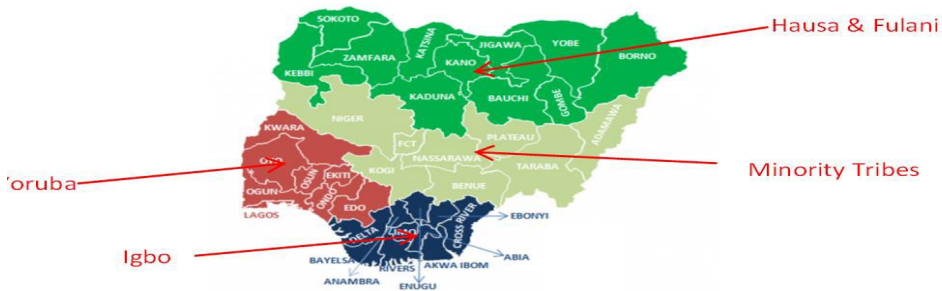 SOKOTO
KATSINA
JIGAWA
YOBE
Hausa & Fulani
ZAMFARA
KANO
BORNO
KEBBI
KADUNA
BAUCHI
GOMBE
ADAMAWA
NIGER
KWARA
FCT
PLATEAU
NASSARAWA
TARABA
Minority Tribes
OYO
OSUN
EKITI
KOGI
BENUE
oruba
OGUN
ONDO
EDO
LAGOS
EBONYI
DELTA
IMO
CROSS RIVER
Igbo
BAYELSA
RIVERS
AKWA IBOM
ABIA
ANAMBRA
ENUGU